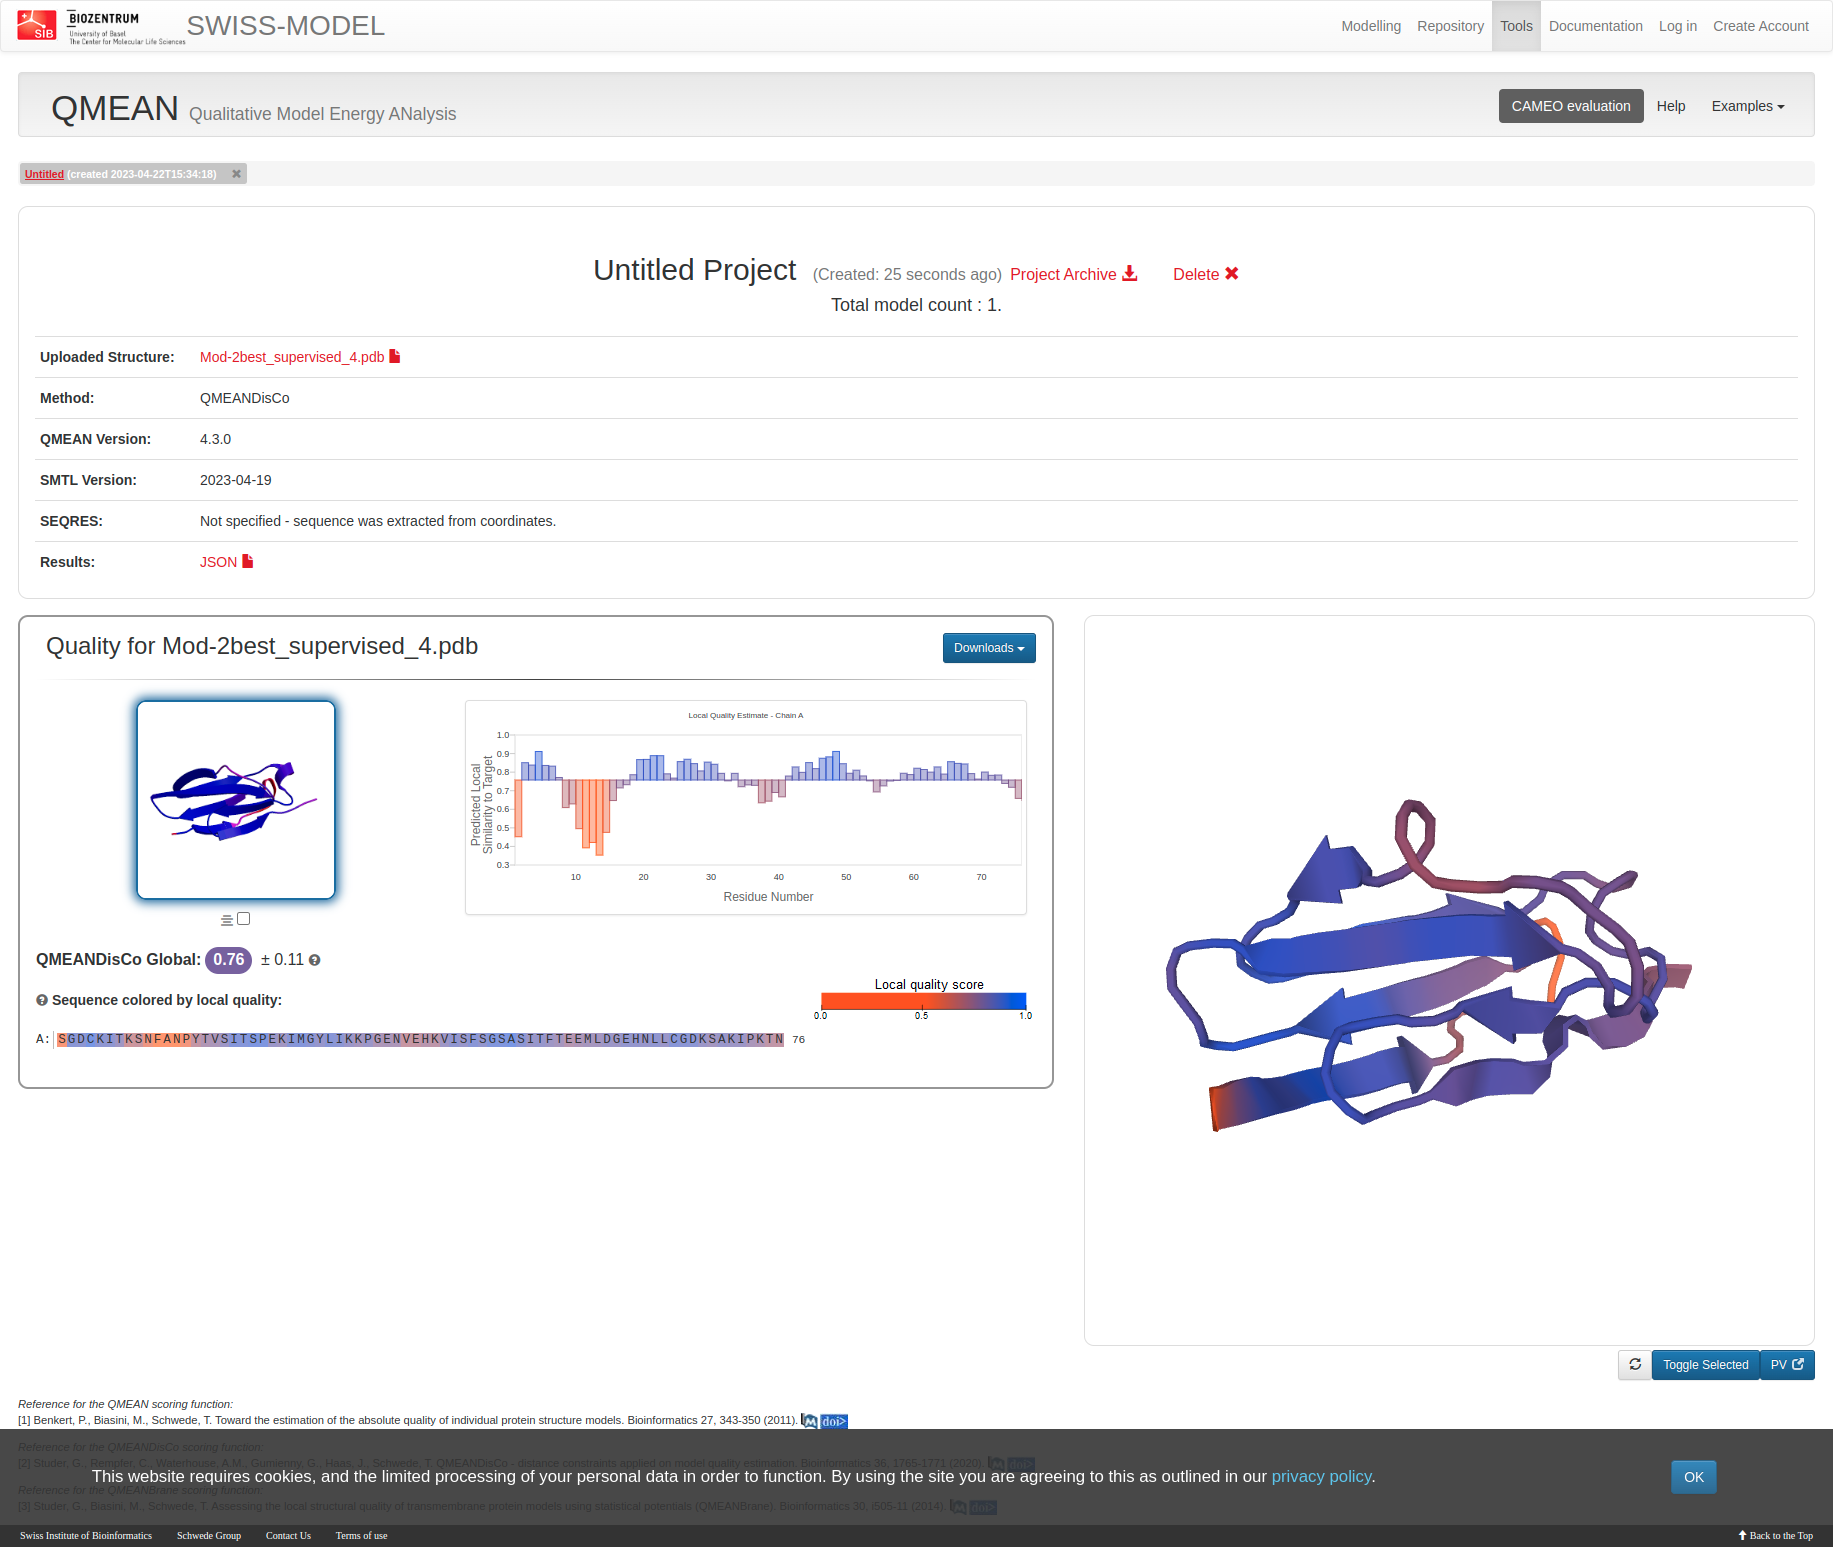 SIB
BIOZENTRUM
University of Basel
The Center for Molecular Life Sciences
SWISS-MODEL
Modelling Repository Tools Documentation Log in Create Account
QMEAN Qualitative Model Energy ANalysis
CAMEO evaluation Help Examples
Untitled (created 2023-04-22T15:34:18)
Untitled Project (Created: 25 seconds ago) Project Archive Delete
Total model count : 1.
Uploaded Structure: Mod-2best_supervised_4.pdb
Method: QMEANDisCo
QMEAN Version: 4.3.0
SMTL Version: 2023-04-19
SEQRES: Not specified - sequence was extracted from coordinates.
Results: JSON
Quality for Mod-2best_supervised_4.pdb
Downloads
Local Quality Estimate - Chain A
Predicted Local
Similarity to Target
1.0
0.9
0.8
0.7
0.6
0.5
0.4
0.3
10 20 30 40 50 60 70
Residue Number
QMEANDisCo Global: 0.76 ± 0.11
Sequence colored by local quality:
Local quality score
0.0 0.5 1.0
A: SGDCKITKSNFANPYTVSITSPEKIMGYLIKKPGENVEHKVISFSGSASITFTEEMLDGEHNLLCGDKSAKIPKTN 76
Toggle Selected
PV
Reference for the QMEAN scoring function:
[1] Benkert, P., Biasini, M., Schwede, T. Toward the estimation of the absolute quality of individual protein structure models. Bioinformatics 27, 343-350 (2011). doi>
Reference for the QMEANDisCo scoring function:
[2] Studer, G., Rempfer, C., Waterhouse, A.M., Gumienny, G., Haas, J., Schwede, T. QMEANDisCo - distance constraints applied on model quality estimation. Bioinformatics 36, 1765-1771 (2020). doi>
This website requires cookies, and the limited processing of your personal data in order to function. By using the site you are agreeing to this as outlined in our privacy policy.
OK
Reference for the QMEANBrane scoring function:
[3] Studer, G., Biasini, M., Schwede, T. Assessing the local structural quality of transmembrane protein models using statistical potentials (QMEANBrane). Bioinformatics 30, i505-11 (2014). doi>
Swiss Institute of Bioinformatics Schwede Group Contact Us Terms of use
Back to the Top